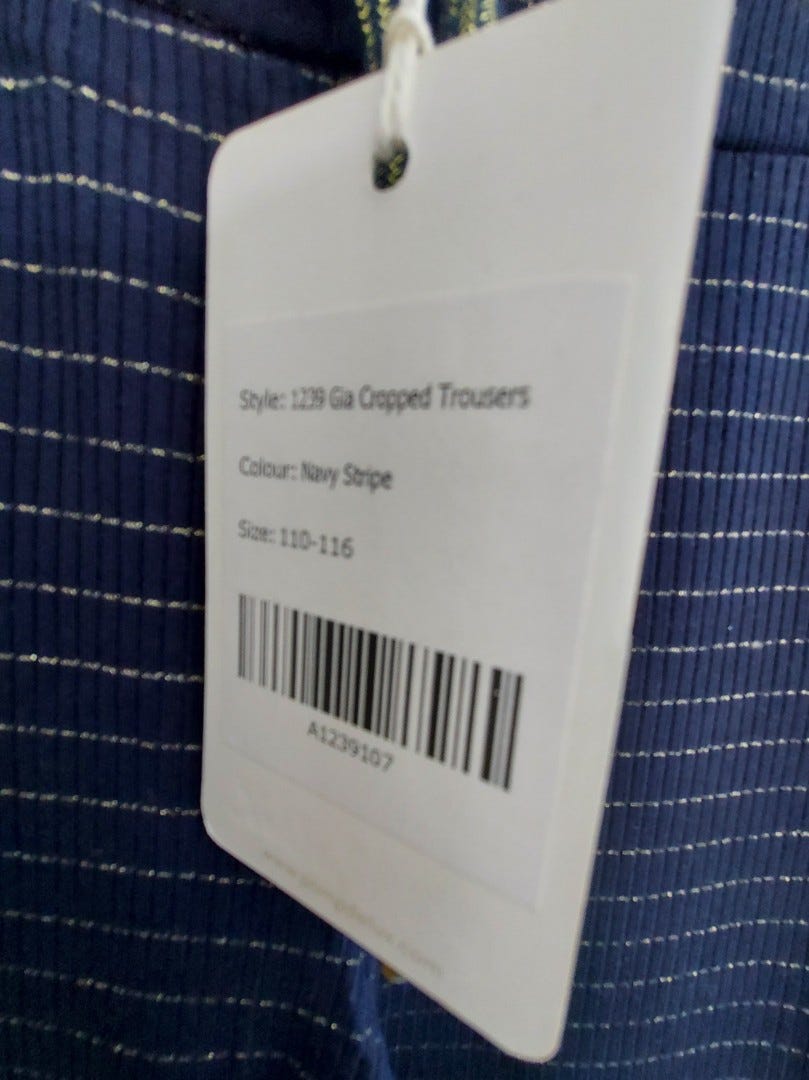 Style: 1239 Gia Cropped Trousers
Colour: Navy Stripe
Size: 110-116
A1239107